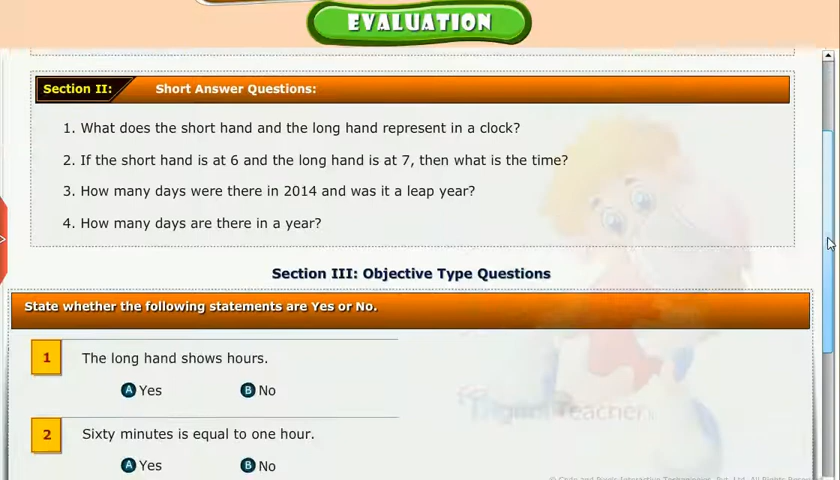 EVALUATION
Section II: Short Answer Questions:
1. What does the short hand and the long hand represent in a clock?
2. If the short hand is at 6 and the long hand is at 7, then what is the time?
3. How many days were there in 2014 and was it a leap year?
4. How many days are there in a year?
Section III: Objective Type Questions
State whether the following statements are Yes or No.
1 The long hand shows hours.
A Yes B No
Digital Teacher
2 Sixty minutes is equal to one hour.
A Yes B No